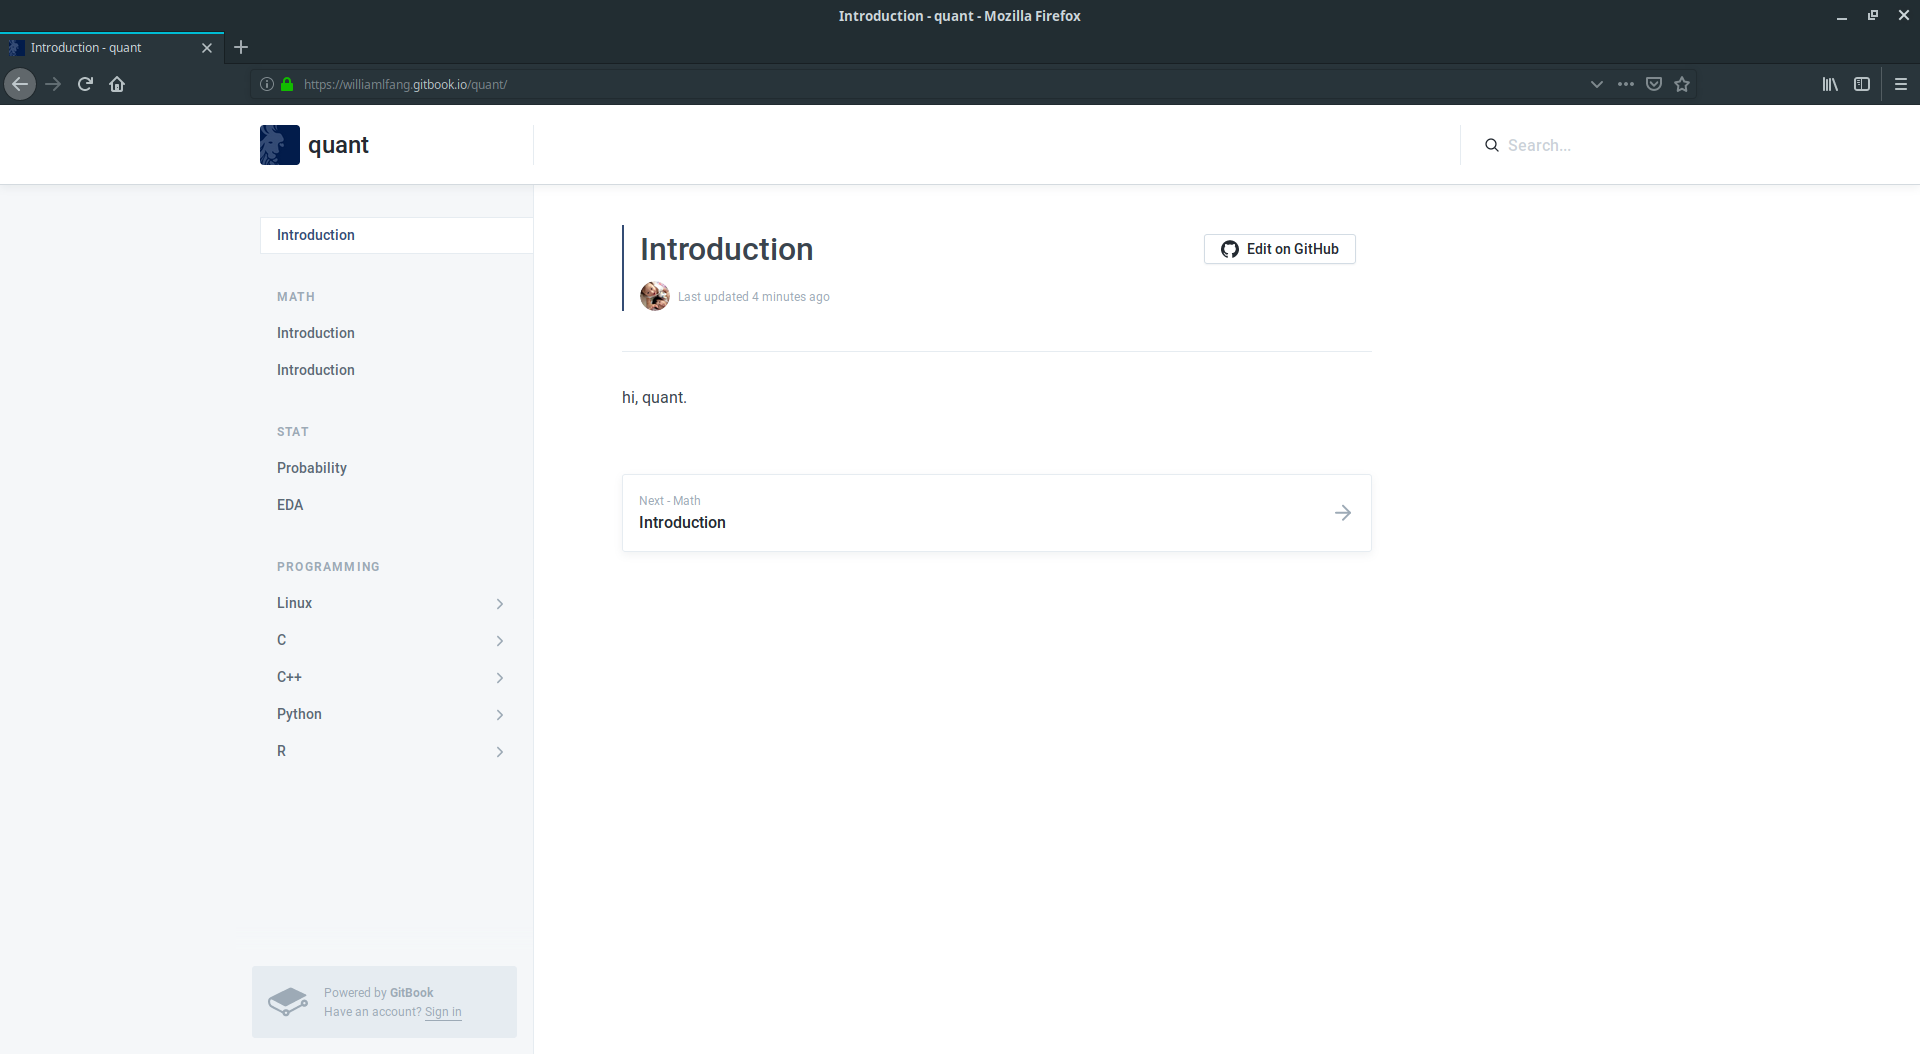 Introduction - quant - Mozilla Firefox
Introduction - quant
https://williamlfang.gitbook.io/quant/
quant
Search...
Introduction
MATH
Introduction
Introduction
STAT
Probability
EDA
PROGRAMMING
Linux
C
C++
Python
R
Powered by GitBook
Have an account? Sign in
Introduction
Edit on GitHub
Last updated 4 minutes ago
hi, quant.
Next - Math
Introduction